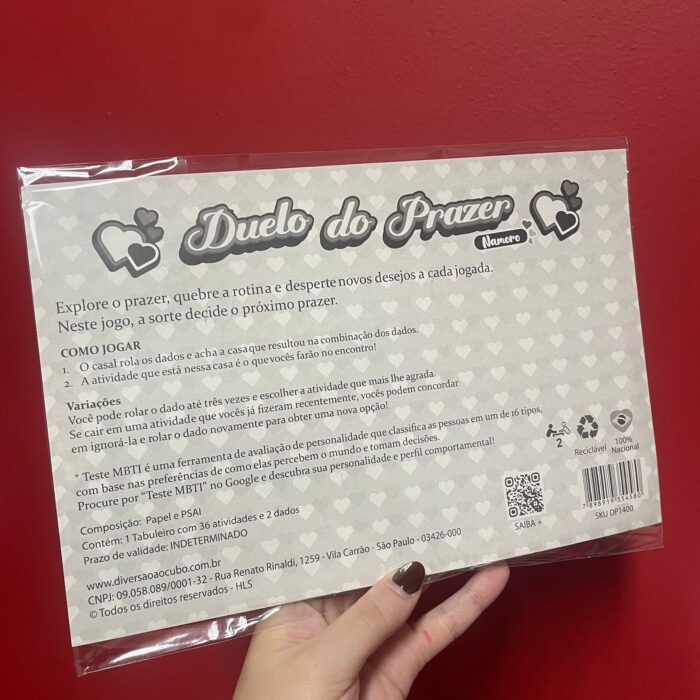 Duelo do Prazer
Namoro
Explore o prazer, quebre a rotina e desperte novos desejos a cada jogada.
Neste jogo, a sorte decide o próximo prazer.
COMO JOGAR
1. O casal rola os dados e acha a casa que resultou na combinação dos dados.
2. A atividade que está nessa casa é o que vocês farão no encontro!
Variações
Você pode rolar o dado até três vezes e escolher a atividade que mais lhe agrada.
Se cair em uma atividade que vocês já fizeram recentemente, vocês podem concordar
em ignorá-la e rolar o dado novamente para obter uma nova opção!
* Teste MBTI é uma ferramenta de avaliação de personalidade que classifica as pessoas em um de 16 tipos,
com base nas preferências de como elas percebem o mundo e tomam decisões.
Procure por "Teste MBTI" no Google e descubra sua personalidade e perfil comportamental!
Composição: Papel e PSAI
Contém: 1 Tabuleiro com 36 atividades e 2 dados
Prazo de validade: INDETERMINADO
www.diversaoaocubo.com.br
CNPJ: 09.058.089/0001-32 - Rua Renato Rinaldi, 1259 - Vila Carrão - São Paulo - 03426-000
© Todos os direitos reservados - HLS
2
Reciclável
100%
Nacional
SAIBA +
7 898919 354580
SKU DP1400